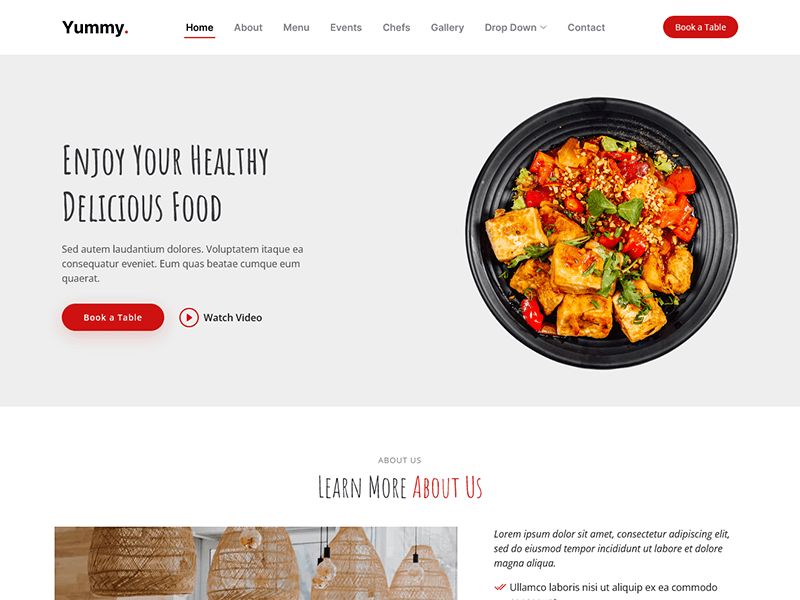 Yummy.
Home About Menu Events Chefs Gallery Drop Down Contact
Book a Table
Enjoy Your Healthy
Delicious Food
Sed autem laudantium dolores. Voluptatem itaque ea
consequatur eveniet. Eum quas beatae cumque eum
quaerat.
Book a Table
Watch Video
ABOUT US
Learn More About Us
Lorem ipsum dolor sit amet, consectetur adipiscing elit,
sed do eiusmod tempor incididunt ut labore et dolore
magna aliqua.
Ullamco laboris nisi ut aliquip ex ea commodo